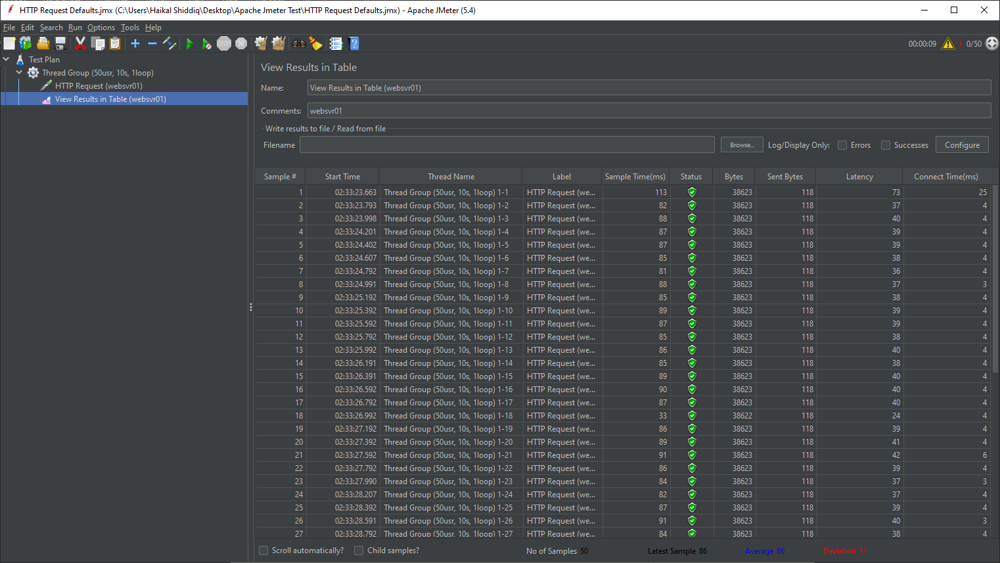 HTTP Request Defaults.jmx (C:\Users\Haikal Shiddiq\Desktop\Apache Jmeter Test\HTTP Request Defaults.jmx) - Apache JMeter (5.4)
File Edit Search Run Options Tools Help
00:00:09 1 0/50
Test Plan
Thread Group (50usr, 10s, 1loop)
HTTP Request (websvr01)
View Results in Table (websvr01)
View Results in Table
Name: View Results in Table (websvr01)
Comments: websvr01
Write results to file / Read from file
Filename Browse... Log/Display Only: Errors Successes Configure
Sample # Start Time Thread Name Label Sample Time(ms) Status Bytes Sent Bytes Latency Connect Time(ms)
1 02:33:23.663 Thread Group (50usr, 10s, 1loop) 1-1 HTTP Request (we... 113 38623 118 73 25
2 02:33:23.793 Thread Group (50usr, 10s, 1loop) 1-2 HTTP Request (we... 82 38623 118 37 4
3 02:33:23.998 Thread Group (50usr, 10s, 1loop) 1-3 HTTP Request (we... 88 38623 118 40 4
4 02:33:24.201 Thread Group (50usr, 10s, 1loop) 1-4 HTTP Request (we... 87 38623 118 39 4
5 02:33:24.402 Thread Group (50usr, 10s, 1loop) 1-5 HTTP Request (we... 87 38623 118 39 4
6 02:33:24.607 Thread Group (50usr, 10s, 1loop) 1-6 HTTP Request (we... 85 38623 118 38 4
7 02:33:24.792 Thread Group (50usr, 10s, 1loop) 1-7 HTTP Request (we... 81 38623 118 36 4
8 02:33:24.991 Thread Group (50usr, 10s, 1loop) 1-8 HTTP Request (we... 88 38623 118 37 3
9 02:33:25.192 Thread Group (50usr, 10s, 1loop) 1-9 HTTP Request (we... 85 38623 118 38 4
10 02:33:25.392 Thread Group (50usr, 10s, 1loop) 1-10 HTTP Request (we... 89 38623 118 39 4
11 02:33:25.592 Thread Group (50usr, 10s, 1loop) 1-11 HTTP Request (we... 87 38623 118 39 4
12 02:33:25.792 Thread Group (50usr, 10s, 1loop) 1-12 HTTP Request (we... 85 38623 118 38 4
13 02:33:25.992 Thread Group (50usr, 10s, 1loop) 1-13 HTTP Request (we... 86 38623 118 40 4
14 02:33:26.191 Thread Group (50usr, 10s, 1loop) 1-14 HTTP Request (we... 85 38623 118 38 4
15 02:33:26.391 Thread Group (50usr, 10s, 1loop) 1-15 HTTP Request (we... 89 38623 118 40 4
16 02:33:26.592 Thread Group (50usr, 10s, 1loop) 1-16 HTTP Request (we... 90 38623 118 40 4
17 02:33:26.792 Thread Group (50usr, 10s, 1loop) 1-17 HTTP Request (we... 87 38623 118 40 4
18 02:33:26.992 Thread Group (50usr, 10s, 1loop) 1-18 HTTP Request (we... 33 38622 118 24 4
19 02:33:27.192 Thread Group (50usr, 10s, 1loop) 1-19 HTTP Request (we... 86 38623 118 39 4
20 02:33:27.392 Thread Group (50usr, 10s, 1loop) 1-20 HTTP Request (we... 89 38623 118 41 4
21 02:33:27.592 Thread Group (50usr, 10s, 1loop) 1-21 HTTP Request (we... 91 38623 118 42 6
22 02:33:27.792 Thread Group (50usr, 10s, 1loop) 1-22 HTTP Request (we... 86 38623 118 39 4
23 02:33:27.990 Thread Group (50usr, 10s, 1loop) 1-23 HTTP Request (we... 84 38623 118 37 3
24 02:33:28.207 Thread Group (50usr, 10s, 1loop) 1-24 HTTP Request (we... 82 38623 118 37 4
25 02:33:28.392 Thread Group (50usr, 10s, 1loop) 1-25 HTTP Request (we... 87 38623 118 39 4
26 02:33:28.591 Thread Group (50usr, 10s, 1loop) 1-26 HTTP Request (we... 91 38623 118 40 3
27 02:33:28.792 Thread Group (50usr, 10s, 1loop) 1-27 HTTP Request (we... 84 38623 118 38 4
Scroll automatically? Child samples? No of Samples 50 Latest Sample 86 Average 86 Deviation 11